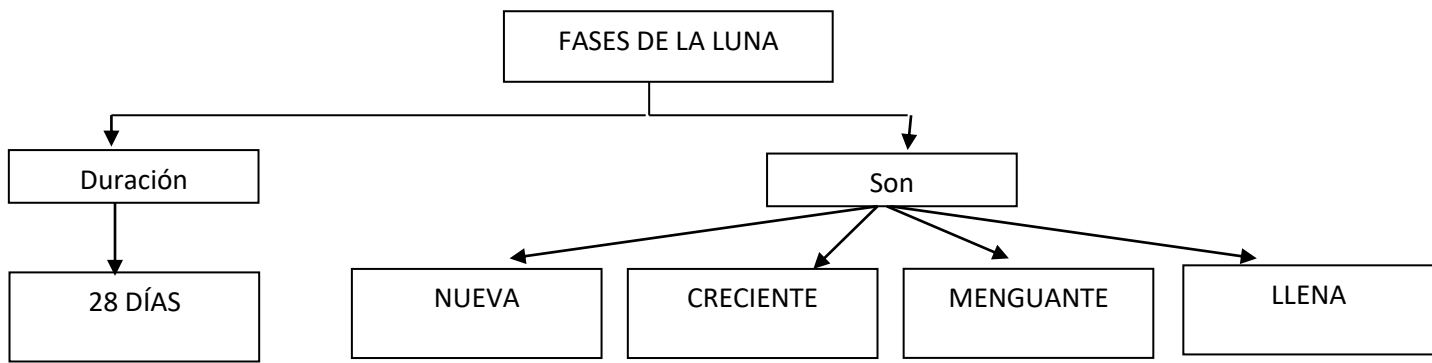 FASES DE LA LUNA
Duración
Son
28 DÍAS
NUEVA
CRECIENTE
MENGUANTE
LLENA